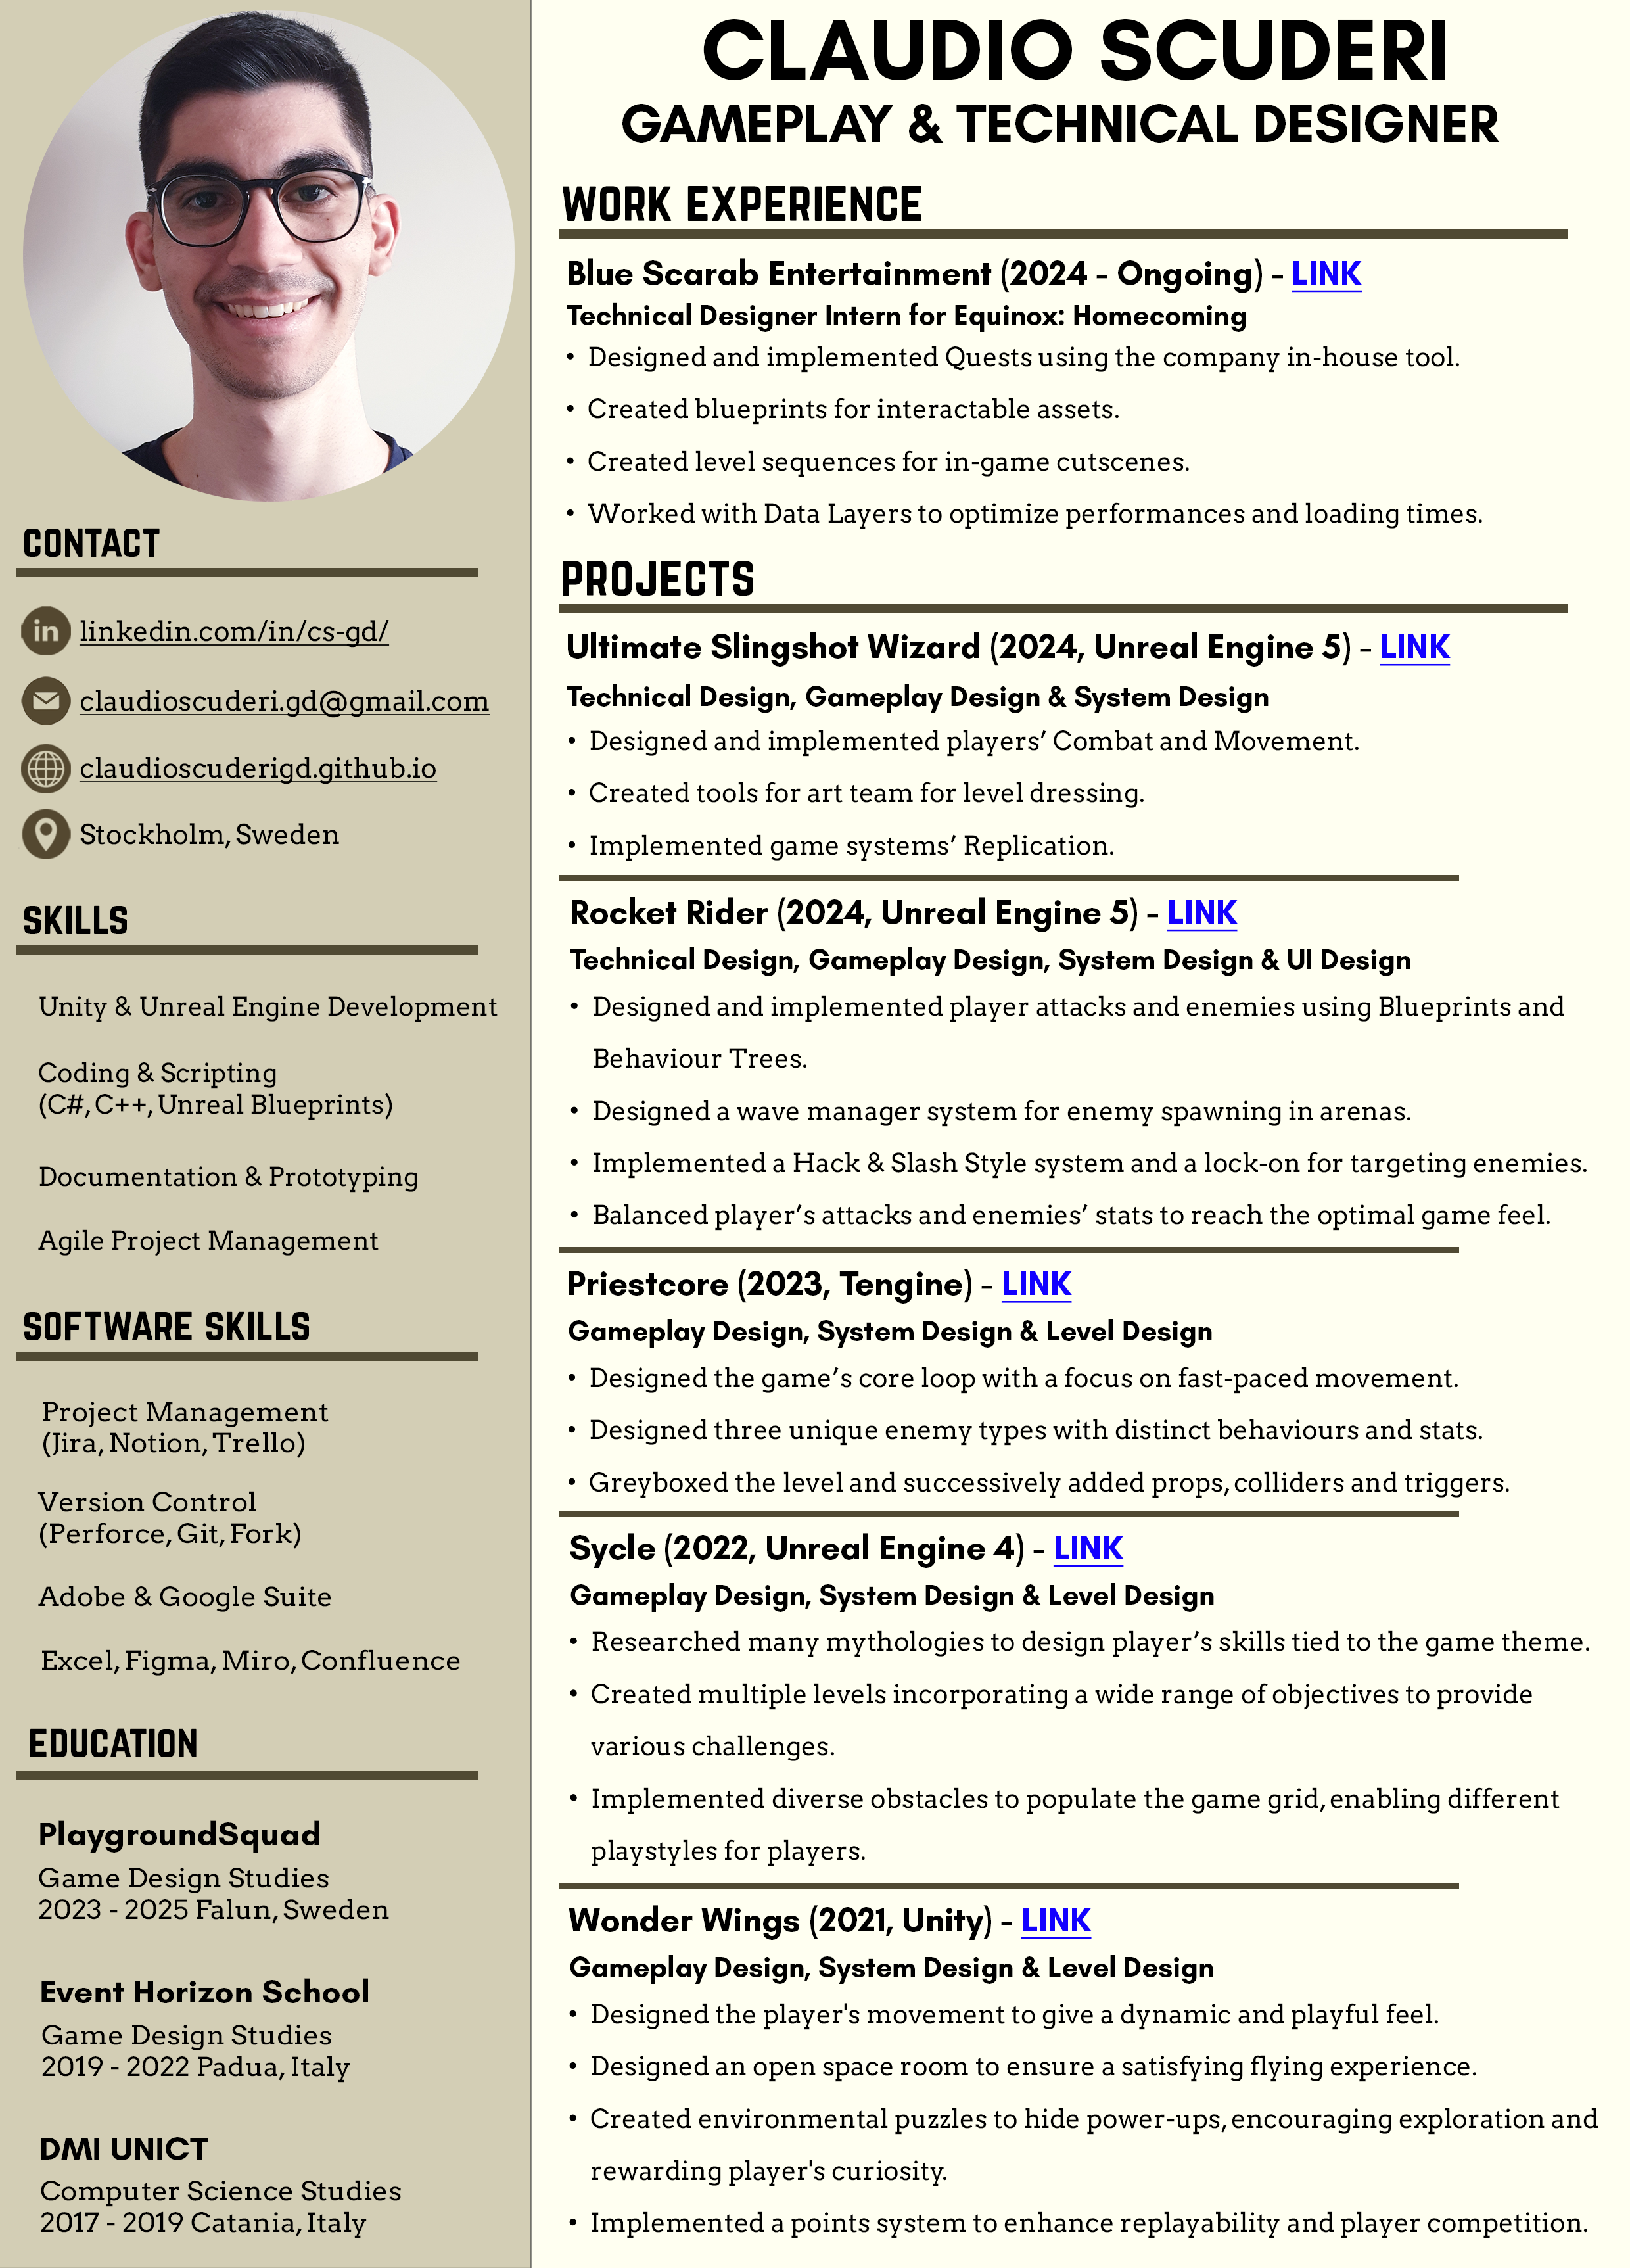 CLAUDIO SCUDERI
GAMEPLAY & TECHNICAL DESIGNER
CONTACT
linkedin.com/in/cs-gd/
claudioscuderi.gd@gmail.com
claudioscuderigd.github.io
Stockholm, Sweden
SKILLS
Unity & Unreal Engine Development
Coding & Scripting
(C#, C++, Unreal Blueprints)
Documentation & Prototyping
Agile Project Management
SOFTWARE SKILLS
Project Management
(Jira, Notion, Trello)
Version Control
(Perforce, Git, Fork)
Adobe & Google Suite
Excel, Figma, Miro, Confluence
EDUCATION
PlaygroundSquad
Game Design Studies
2023 - 2025 Falun, Sweden
Event Horizon School
Game Design Studies
2019 - 2022 Padua, Italy
DMI UNICT
Computer Science Studies
2017 - 2019 Catania, Italy
WORK EXPERIENCE
Blue Scarab Entertainment (2024 - Ongoing) - LINK
Technical Designer Intern for Equinox: Homecoming
• Designed and implemented Quests using the company in-house tool.
• Created blueprints for interactable assets.
• Created level sequences for in-game cutscenes.
• Worked with Data Layers to optimize performances and loading times.
PROJECTS
Ultimate Slingshot Wizard (2024, Unreal Engine 5) - LINK
Technical Design, Gameplay Design & System Design
• Designed and implemented players’ Combat and Movement.
• Created tools for art team for level dressing.
• Implemented game systems’ Replication.
Rocket Rider (2024, Unreal Engine 5) - LINK
Technical Design, Gameplay Design, System Design & UI Design
• Designed and implemented player attacks and enemies using Blueprints and
Behaviour Trees.
• Designed a wave manager system for enemy spawning in arenas.
• Implemented a Hack & Slash Style system and a lock-on for targeting enemies.
• Balanced player’s attacks and enemies’ stats to reach the optimal game feel.
Priestcore (2023, Tengine) - LINK
Gameplay Design, System Design & Level Design
• Designed the game’s core loop with a focus on fast-paced movement.
• Designed three unique enemy types with distinct behaviours and stats.
• Greyboxed the level and successively added props, colliders and triggers.
Sycle (2022, Unreal Engine 4) - LINK
Gameplay Design, System Design & Level Design
• Researched many mythologies to design player’s skills tied to the game theme.
• Created multiple levels incorporating a wide range of objectives to provide
various challenges.
• Implemented diverse obstacles to populate the game grid, enabling different
playstyles for players.
Wonder Wings (2021, Unity) - LINK
Gameplay Design, System Design & Level Design
• Designed the player's movement to give a dynamic and playful feel.
• Designed an open space room to ensure a satisfying flying experience.
• Created environmental puzzles to hide power-ups, encouraging exploration and
rewarding player's curiosity.
• Implemented a points system to enhance replayability and player competition.